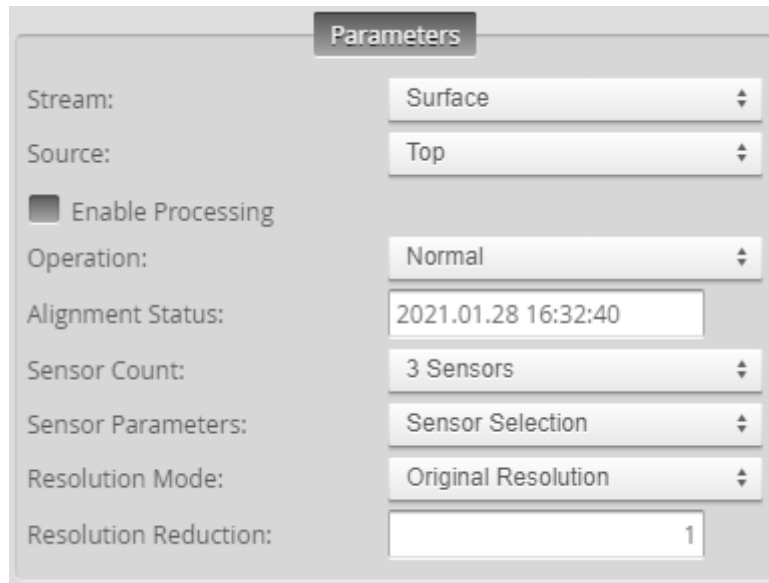 Parameters
Stream: Surface
Source: Top
Enable Processing
Operation: Normal
Alignment Status: 2021.01.28 16:32:40
Sensor Count: 3 Sensors
Sensor Parameters: Sensor Selection
Resolution Mode: Original Resolution
Resolution Reduction: 1